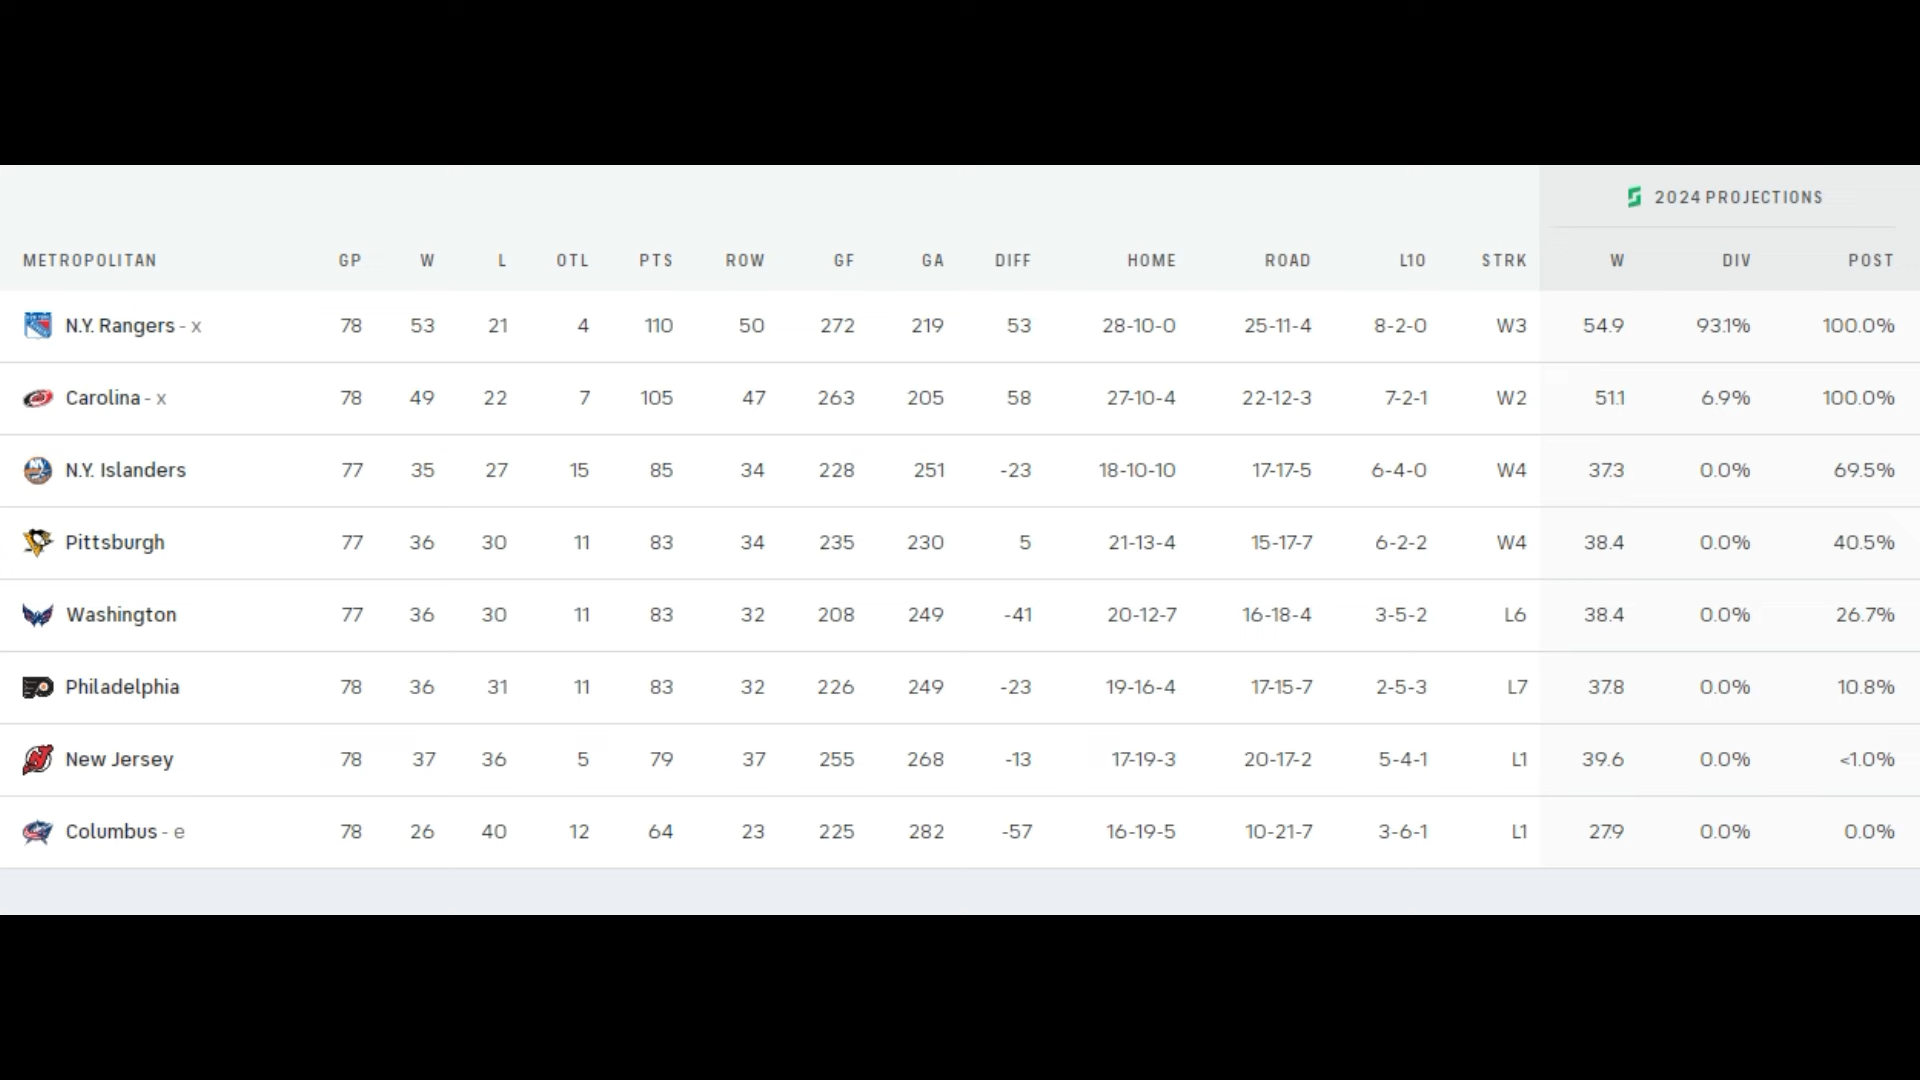 2024 PROJECTIONS
METROPOLITAN GP W L OTL PTS ROW GF GA DIFF HOME ROAD L10 STRK W DIV POST
N.Y. Rangers - x 78 53 21 4 110 50 272 219 53 28-10-0 25-11-4 8-2-0 W3 54.9 93.1% 100.0%
Carolina - x 78 49 22 7 105 47 263 205 58 27-10-4 22-12-3 7-2-1 W2 51.1 6.9% 100.0%
N.Y. Islanders 77 35 27 15 85 34 228 251 -23 18-10-10 17-17-5 6-4-0 W4 37.3 0.0% 69.5%
Pittsburgh 77 36 30 11 83 34 235 230 5 21-13-4 15-17-7 6-2-2 W4 38.4 0.0% 40.5%
Washington 77 36 30 11 83 32 208 249 -41 20-12-7 16-18-4 3-5-2 L6 38.4 0.0% 26.7%
Philadelphia 78 36 31 11 83 32 226 249 -23 19-16-4 17-15-7 2-5-3 L7 37.8 0.0% 10.8%
New Jersey 78 37 36 5 79 37 255 268 -13 17-19-3 20-17-2 5-4-1 L1 39.6 0.0% <1.0%
Columbus - e 78 26 40 12 64 23 225 282 -57 16-19-5 10-21-7 3-6-1 L1 27.9 0.0% 0.0%